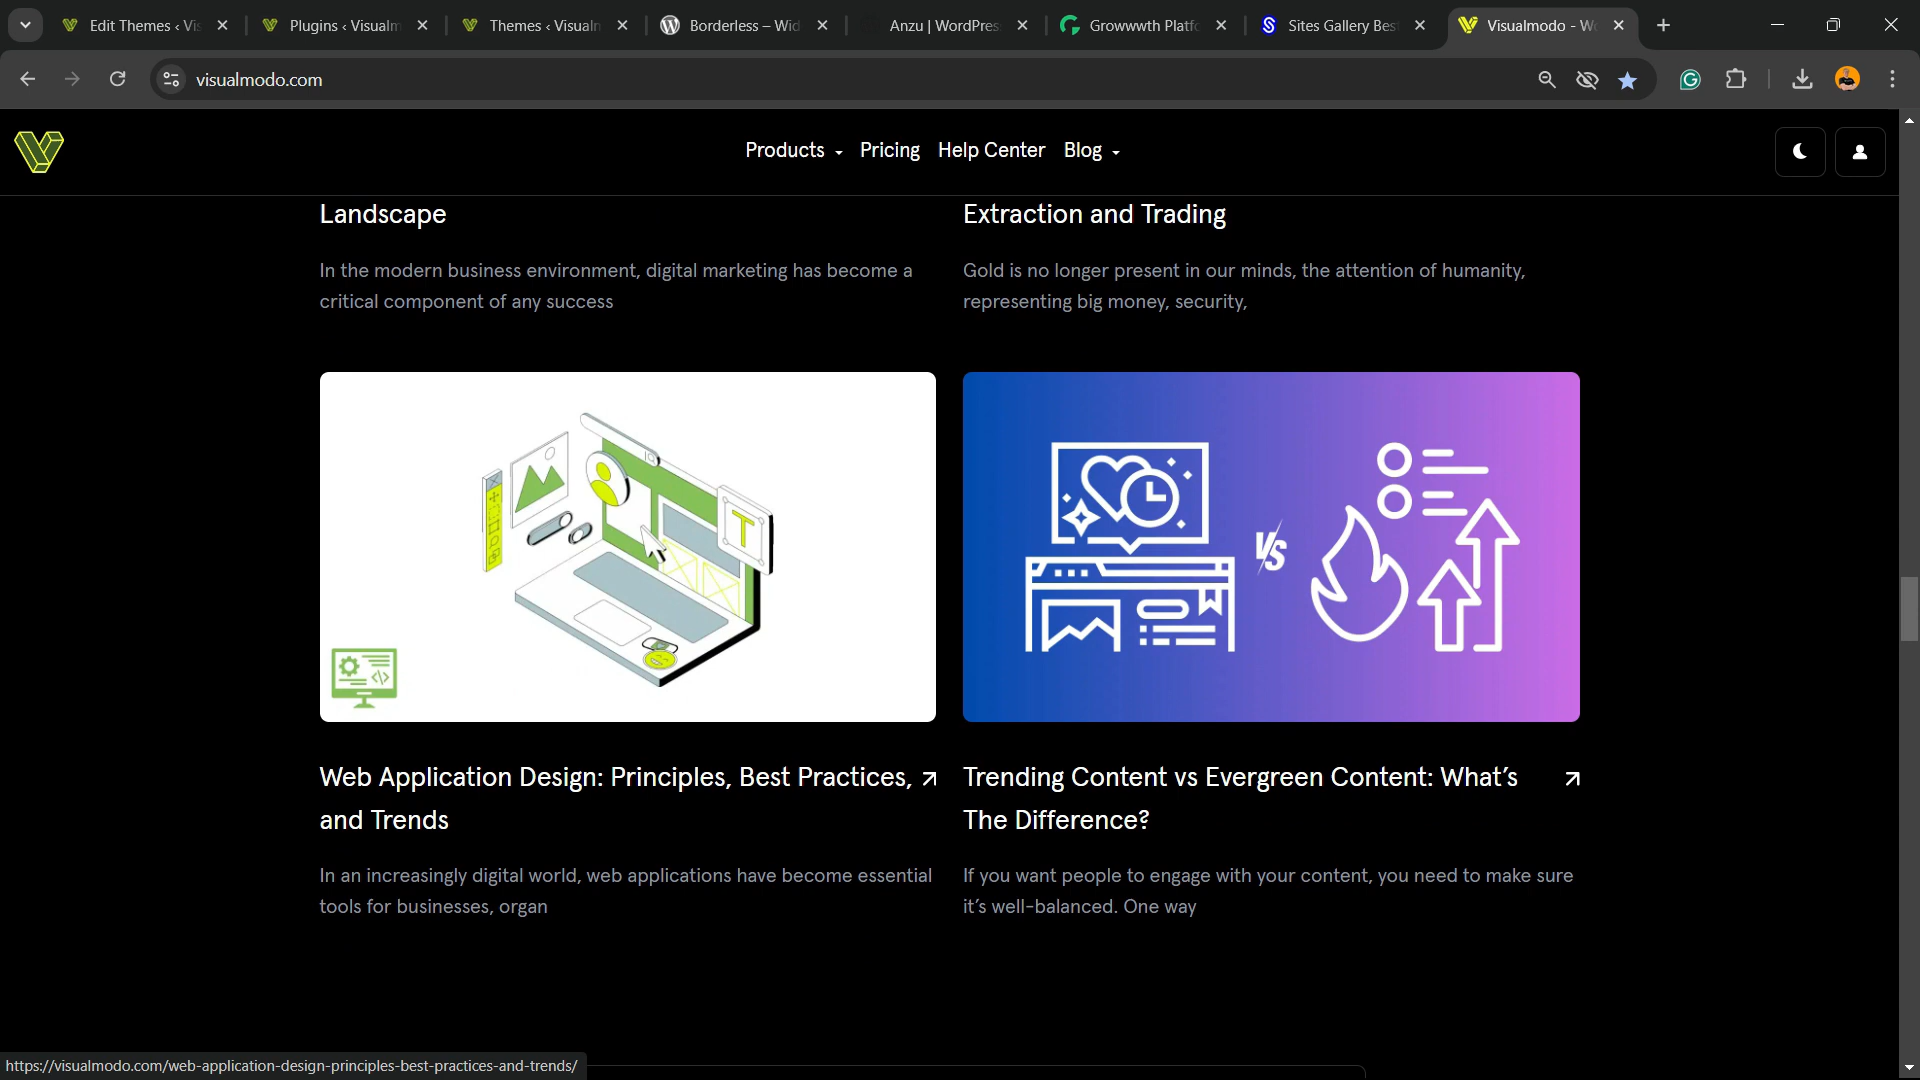 Edit Themes ‹ Vis
Plugins ‹ Visualm
Themes ‹ Visualm
Borderless – Wid
Anzu | WordPres
Growwwth Platfo
Sites Gallery Bes
Visualmodo - Wo
visualmodo.com
Products
Pricing
Help Center
Blog
Landscape
In the modern business environment, digital marketing has become a
critical component of any success
Extraction and Trading
Gold is no longer present in our minds, the attention of humanity,
representing big money, security,
T
VS
Web Application Design: Principles, Best Practices,
and Trends
In an increasingly digital world, web applications have become essential
tools for businesses, organ
Trending Content vs Evergreen Content: What’s
The Difference?
If you want people to engage with your content, you need to make sure
it’s well-balanced. One way
https://visualmodo.com/web-application-design-principles-best-practices-and-trends/